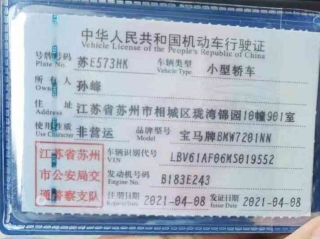 中华人民共和国机动车行驶证
Vehicle License of the People's Republic of China
号牌号码 苏E573HK 车辆类型 小型轿车
Plate No. Vehicle Type
所有人 孙峰
住址 江苏省苏州市相城区珑湾锦园10幢901室
使用性质 非营运 品牌型号 宝马牌BMW7201NN
江苏省苏州 车辆识别代号 LBV61AF06MS019552
VIN
市公安局交 发动机号码 B183E243
Engine No.
通警察支队 注册日期 2021-04-08 发证日期 2021-04-08
Issue Date